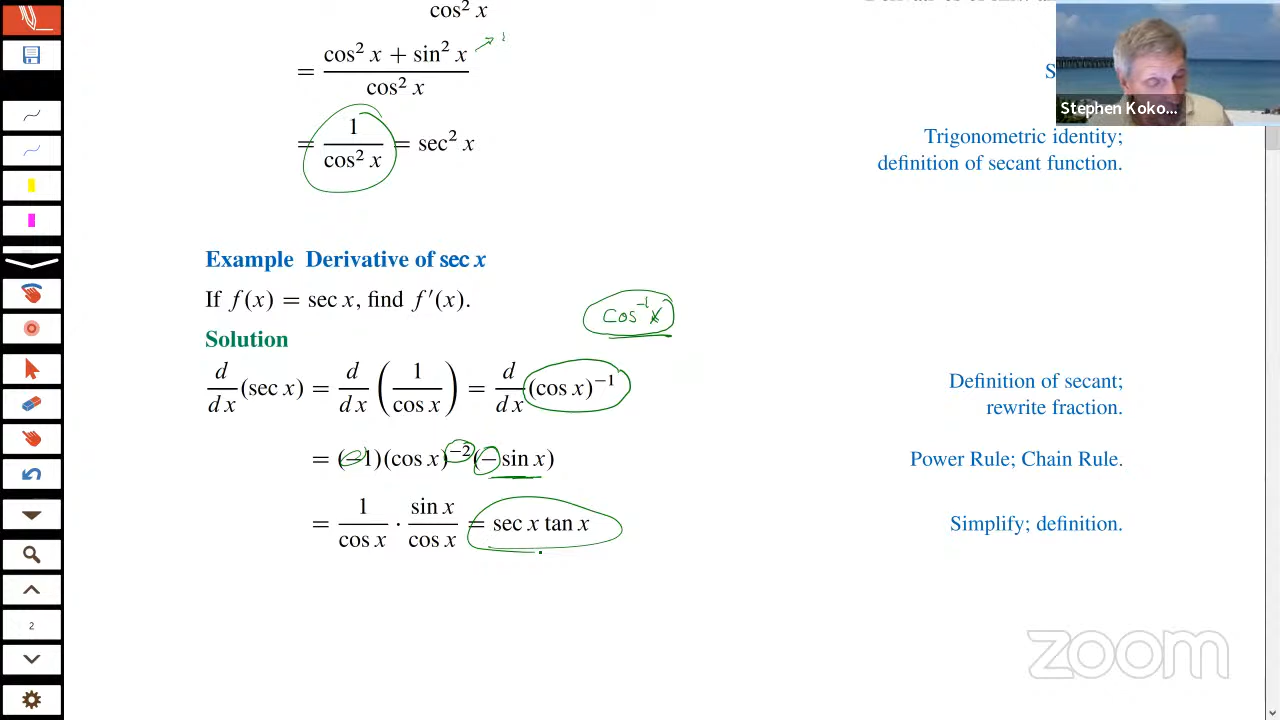 cos² x
= cos² x + sin² x / cos² x → 1
= 1 / cos² x = sec² x
Trigonometric identity;
definition of secant function.
Stephen Koko...
Example Derivative of sec x
If f(x) = sec x, find f′(x).
cos⁻¹x
Solution
d/dx (sec x) = d/dx (1 / cos x) = d/dx (cos x)⁻¹
Definition of secant;
rewrite fraction.
= (−1)(cos x)⁻²(− sin x)
Power Rule; Chain Rule.
= 1 / cos x · sin x / cos x = sec x tan x
Simplify; definition.
2
zoom